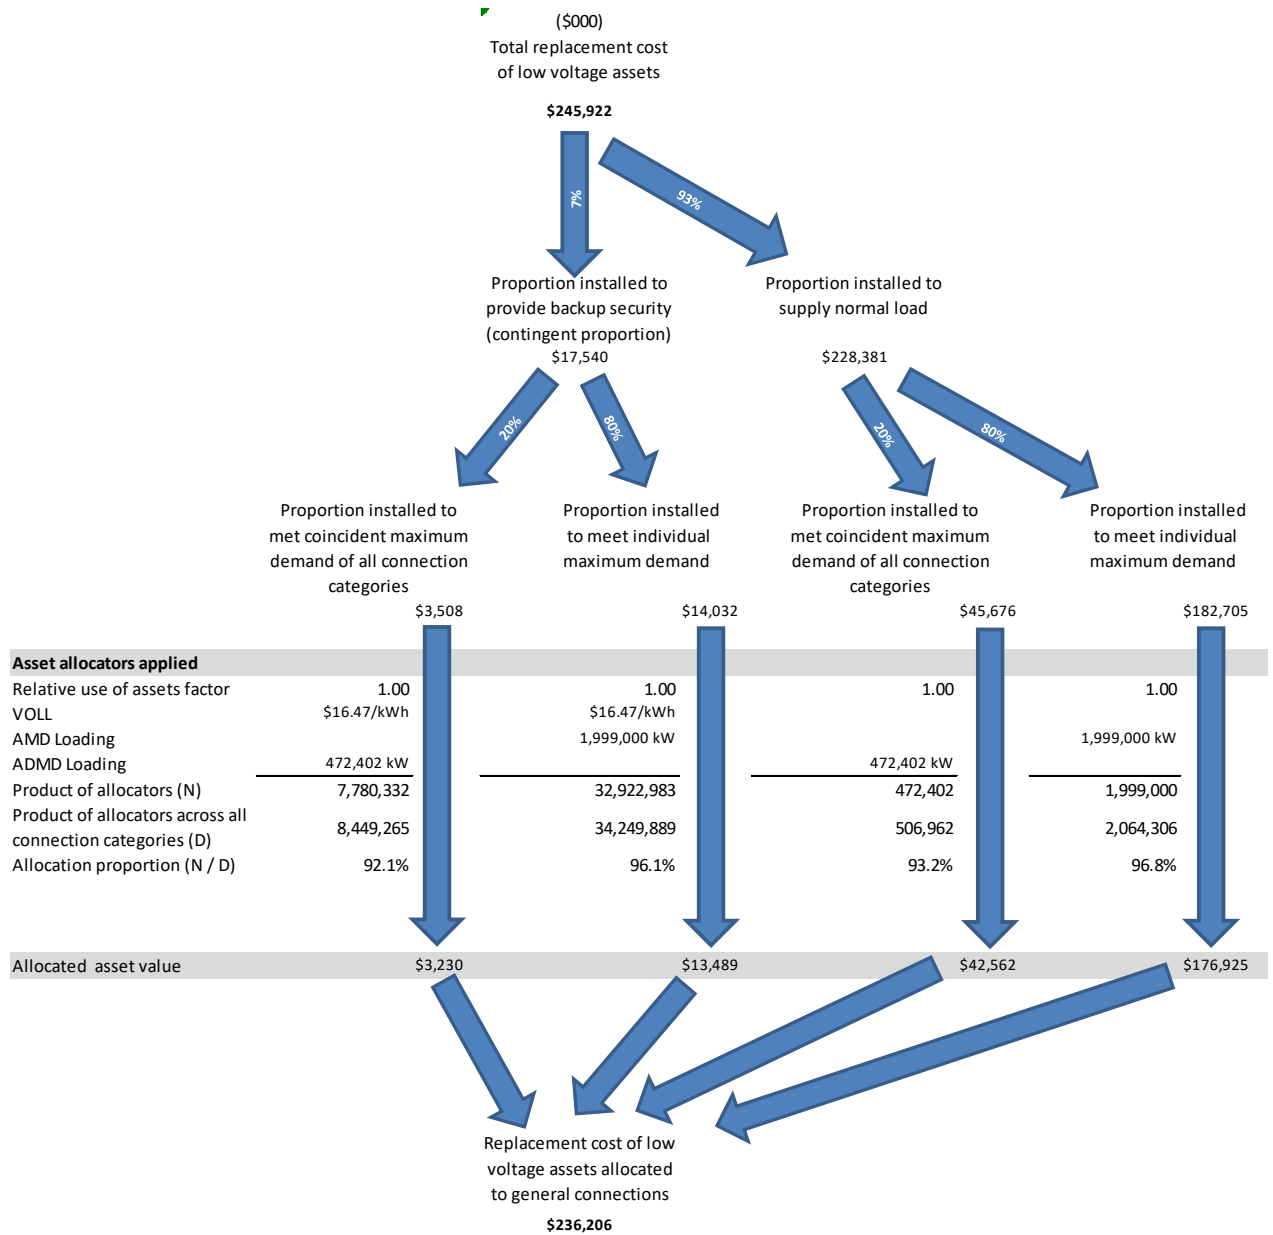 ($000)
Total replacement cost
of low voltage assets
$245,922
7%
93%
Proportion installed to
provide backup security
(contingent proportion)
$17,540
Proportion installed to
supply normal load
$228,381
20%
80%
20%
80%
Proportion installed to
met coincident maximum
demand of all connection
categories
$3,508
Proportion installed
to meet individual
maximum demand
$14,032
Proportion installed to
met coincident maximum
demand of all connection
categories
$45,676
Proportion installed
to meet individual
maximum demand
$182,705
Asset allocators applied
Relative use of assets factor 1.00 1.00 1.00 1.00
VOLL $16.47/kWh $16.47/kWh
AMD Loading 1,999,000 kW 1,999,000 kW
ADMD Loading 472,402 kW 472,402 kW
Product of allocators (N) 7,780,332 32,922,983 472,402 1,999,000
Product of allocators across all
connection categories (D) 8,449,265 34,249,889 506,962 2,064,306
Allocation proportion (N / D) 92.1% 96.1% 93.2% 96.8%
Allocated asset value $3,230 $13,489 $42,562 $176,925
Replacement cost of low
voltage assets allocated
to general connections
$236,206